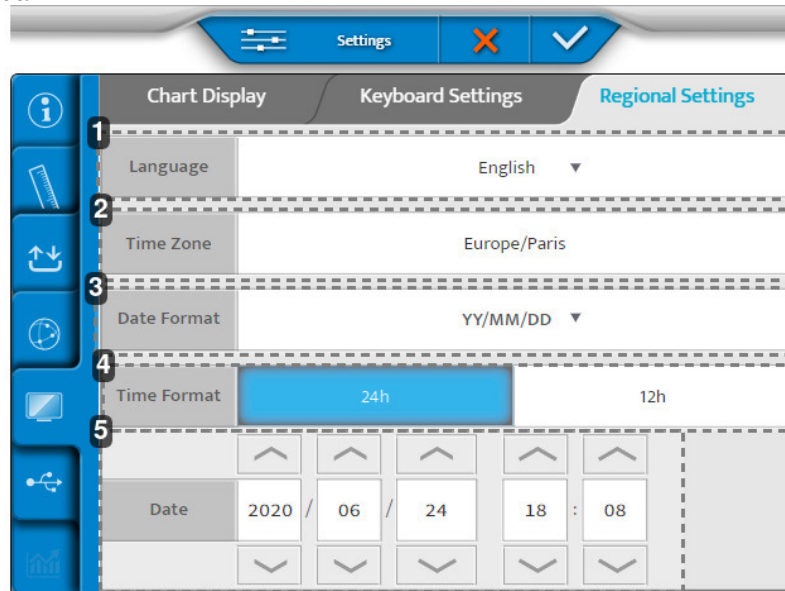 Settings
Chart Display Keyboard Settings Regional Settings
1
Language English ▼
2
Time Zone Europe/Paris
3
Date Format YY/MM/DD ▼
4
Time Format 24h 12h
5
Date 2020 / 06 / 24 18 : 08